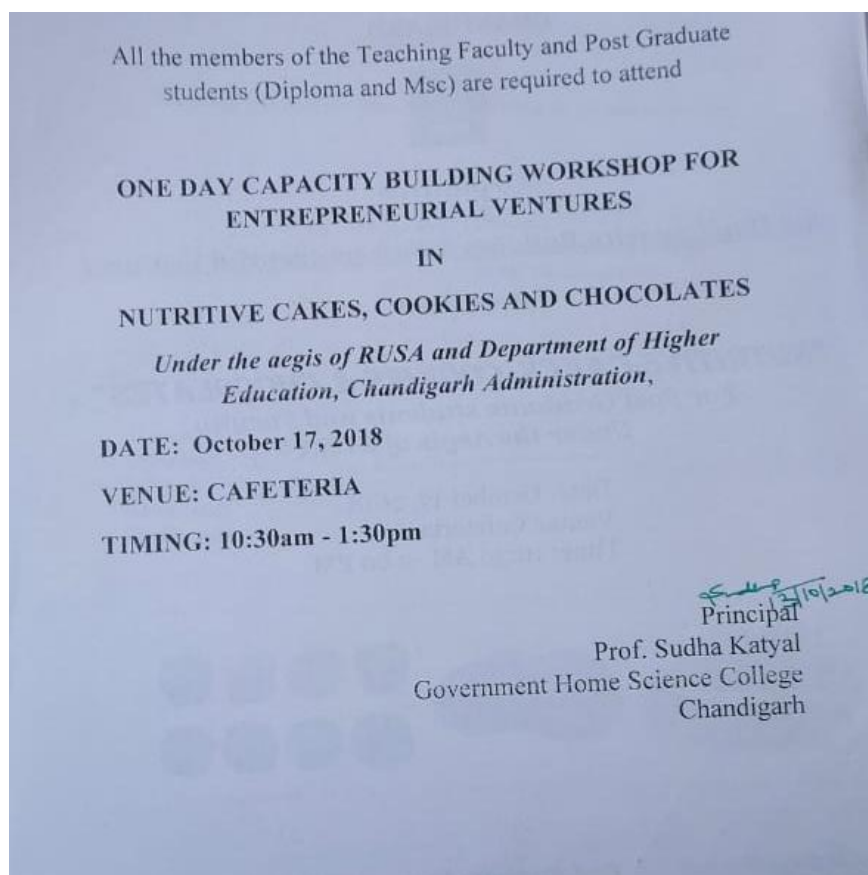 All the members of the Teaching Faculty and Post Graduate
students (Diploma and Msc) are required to attend
ONE DAY CAPACITY BUILDING WORKSHOP FOR
ENTREPRENEURIAL VENTURES
IN
NUTRITIVE CAKES, COOKIES AND CHOCOLATES
Under the aegis of RUSA and Department of Higher
Education, Chandigarh Administration,
DATE: October 17, 2018
VENUE: CAFETERIA
TIMING: 10:30am - 1:30pm
/10/2018
Principal
Prof. Sudha Katyal
Government Home Science College
Chandigarh